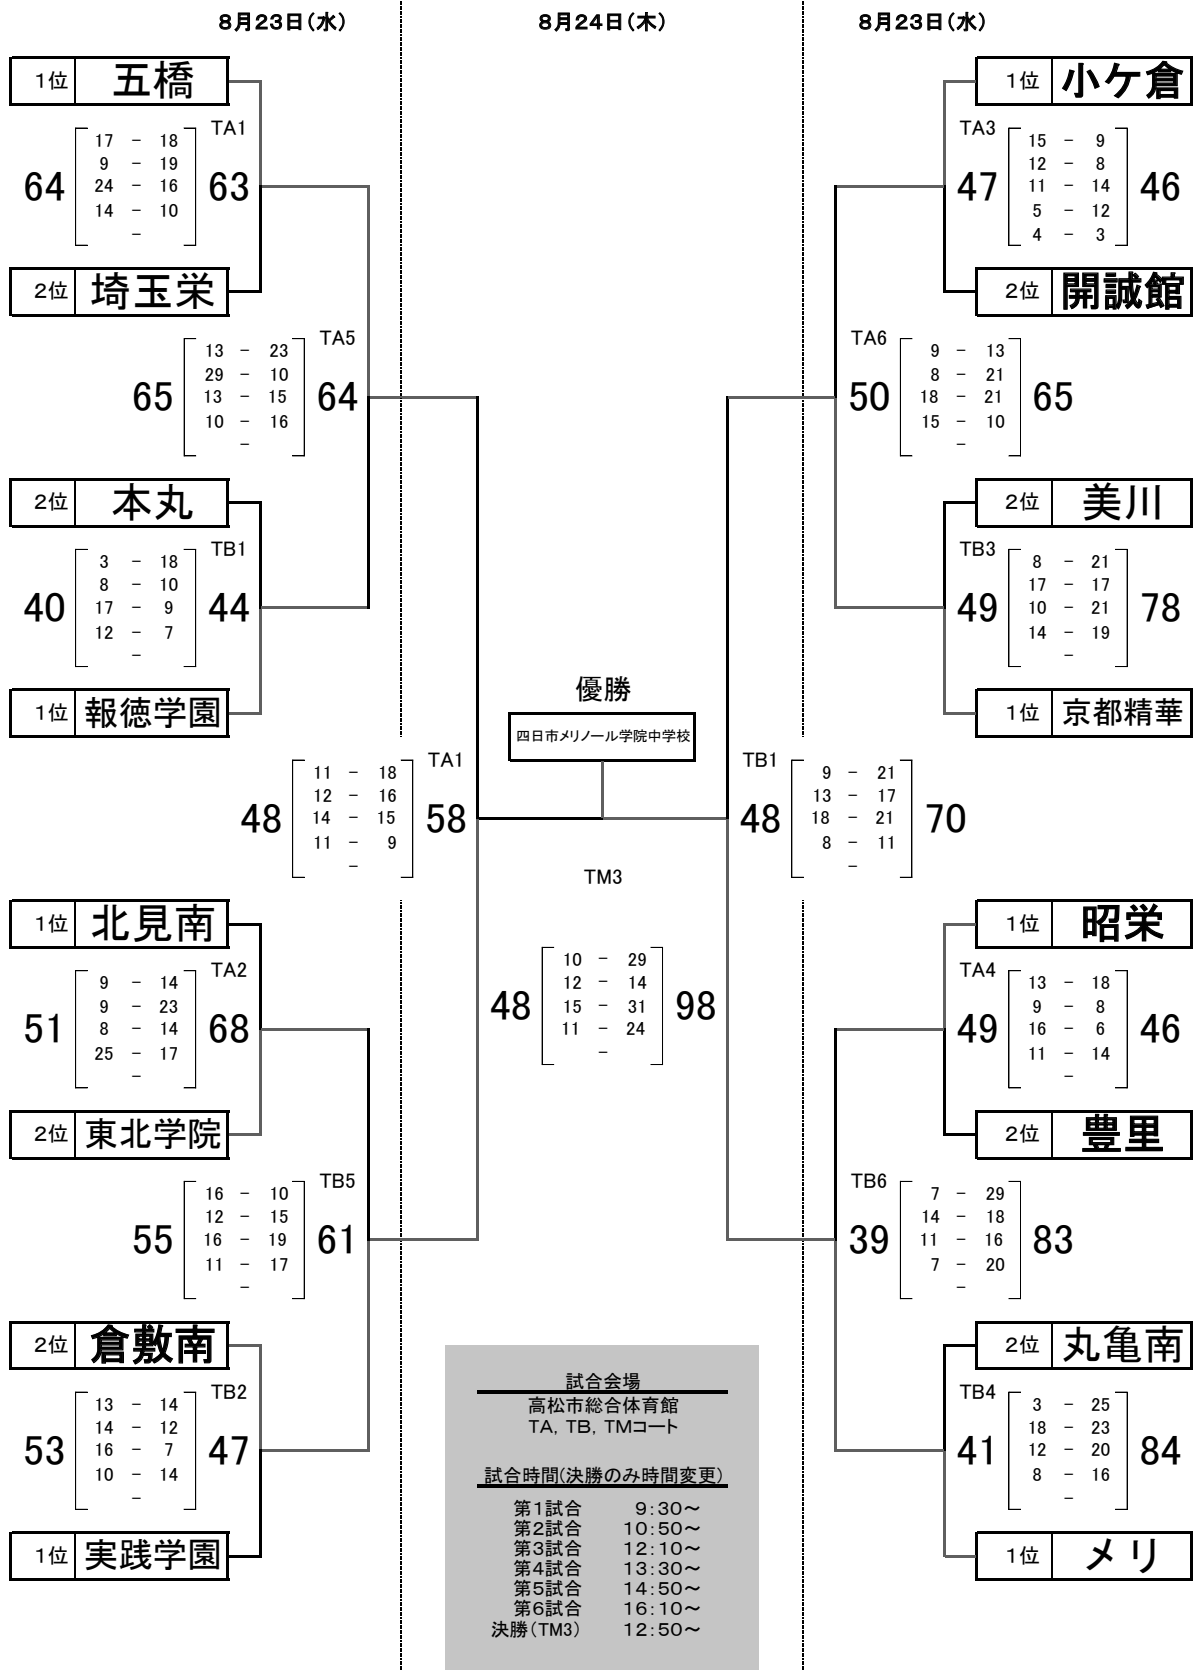 8月23日(水)
8月24日(木)
8月23日(水)
1位 五橋
TA1
64 63
17 - 18
9 - 19
24 - 16
14 - 10
-
2位 埼玉栄
TA5
65 64
13 - 23
29 - 10
13 - 15
10 - 16
-
2位 本丸
TB1
40 44
3 - 18
8 - 10
17 - 9
12 - 7
-
1位 報徳学園
TA1
48 58
11 - 18
12 - 16
14 - 15
11 - 9
-
1位 北見南
TA2
51 68
9 - 14
9 - 23
8 - 14
25 - 17
-
2位 東北学院
TB5
55 61
16 - 10
12 - 15
16 - 19
11 - 17
-
2位 倉敷南
TB2
53 47
13 - 14
14 - 12
16 - 7
10 - 14
-
1位 実践学園
優勝
四日市メリノール学院中学校
TM3
48 98
10 - 29
12 - 14
15 - 31
11 - 24
-
1位 小ケ倉
TA3
47 46
15 - 9
12 - 8
11 - 14
5 - 12
4 - 3
2位 開誠館
TA6
50 65
9 - 13
8 - 21
18 - 21
15 - 10
-
2位 美川
TB3
49 78
8 - 21
17 - 17
10 - 21
14 - 19
-
1位 京都精華
TB1
48 70
9 - 21
13 - 17
18 - 21
8 - 11
-
1位 昭栄
TA4
49 46
13 - 18
9 - 8
16 - 6
11 - 14
-
2位 豊里
TB6
39 83
7 - 29
14 - 18
11 - 16
7 - 20
-
2位 丸亀南
TB4
41 84
3 - 25
18 - 23
12 - 20
8 - 16
-
1位 メリ
試合会場
高松市総合体育館
TA, TB, TMコート
試合時間(決勝のみ時間変更)
第1試合 9:30～
第2試合 10:50～
第3試合 12:10～
第4試合 13:30～
第5試合 14:50～
第6試合 16:10～
決勝(TM3) 12:50～